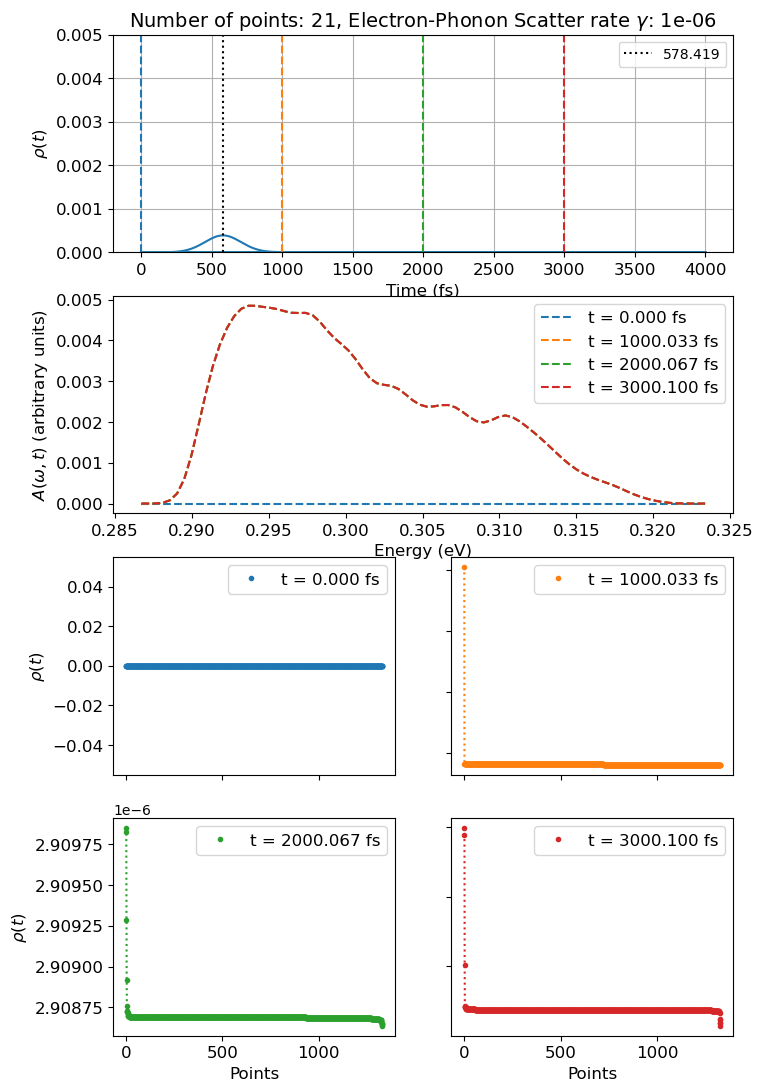 Number of points: 21, Electron-Phonon Scatter rate γ: 1e-06
0.005
0.004
0.003
0.002
0.001
0.000
ρ(t)
578.419
0 500 1000 1500 2000 2500 3000 3500 4000
Time (fs)
0.005
0.004
0.003
0.002
0.001
0.000
A(ω, t) (arbitrary units)
t = 0.000 fs
t = 1000.033 fs
t = 2000.067 fs
t = 3000.100 fs
0.285 0.290 0.295 0.300 0.305 0.310 0.315 0.320 0.325
Energy (eV)
0.04
0.02
0.00
−0.02
−0.04
ρ(t)
t = 0.000 fs
t = 1000.033 fs
1e−6
2.90975
2.90950
2.90925
2.90900
2.90875
ρ(t)
t = 2000.067 fs
0 500 1000
Points
t = 3000.100 fs
0 500 1000
Points